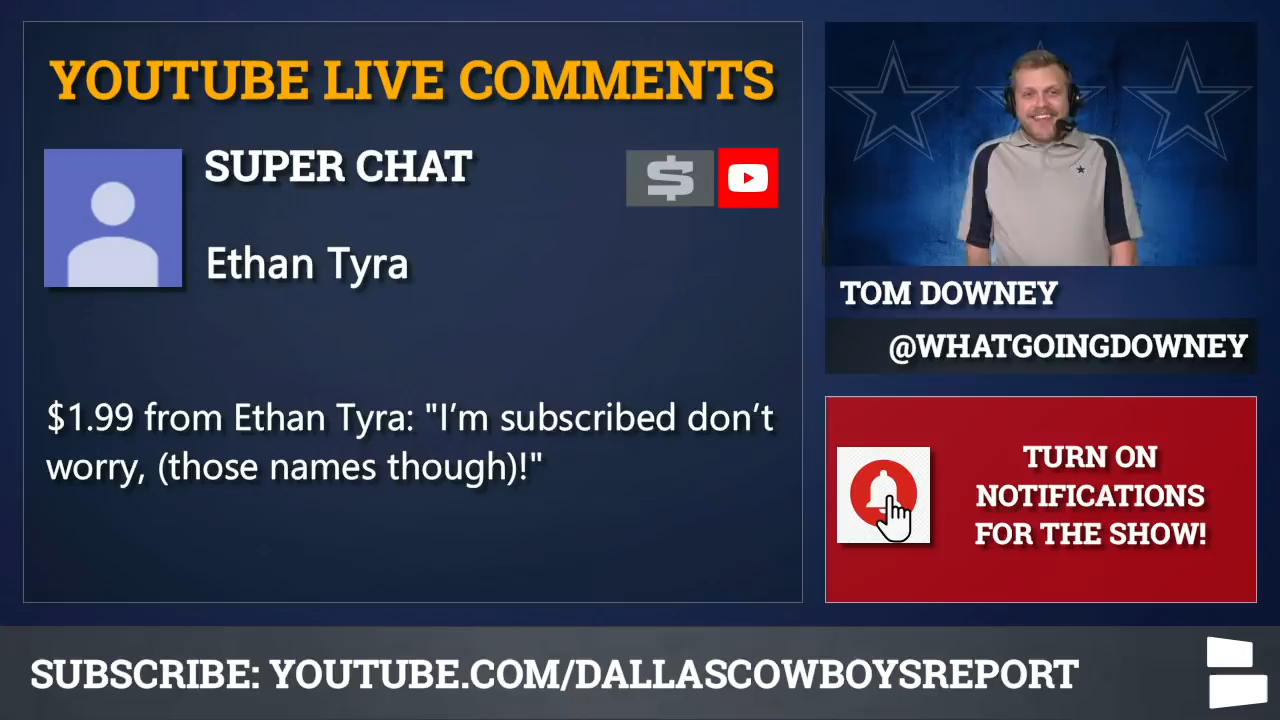 YOUTUBE LIVE COMMENTS
SUPER CHAT
Ethan Tyra
$1.99 from Ethan Tyra: "I’m subscribed don’t
worry, (those names though)!"
TOM DOWNEY
@WHATGOINGDOWNEY
TURN ON
NOTIFICATIONS
FOR THE SHOW!
SUBSCRIBE: YOUTUBE.COM/DALLASCOWBOYSREPORT